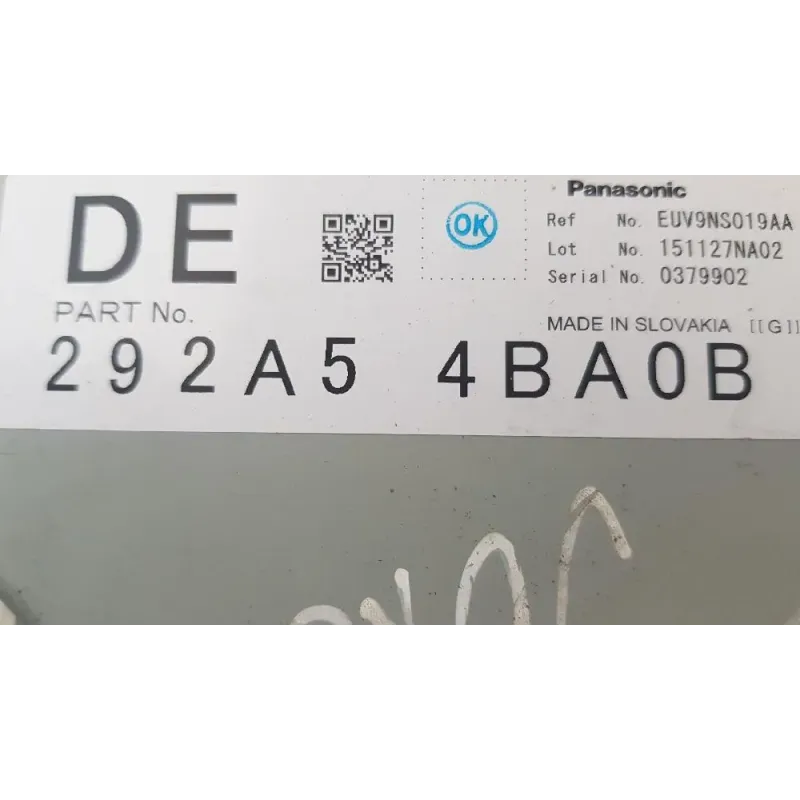 DE
OK
Panasonic
Ref No. EUV9NS019AA
Lot No. 151127NA02
Serial No. 0379902
PART No.
MADE IN SLOVAKIA [[G]]
292A5 4BA0B